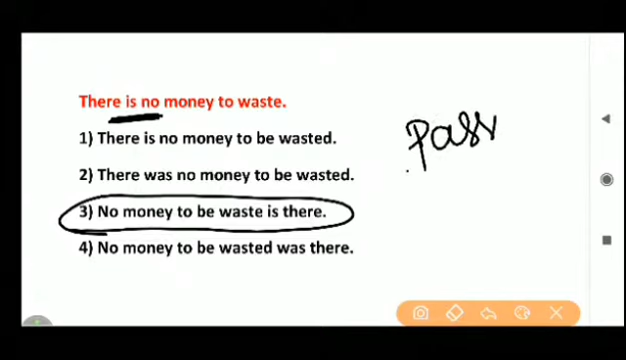 There is no money to waste.
1) There is no money to be wasted.
2) There was no money to be wasted.
3) No money to be waste is there.
4) No money to be wasted was there.
Pass